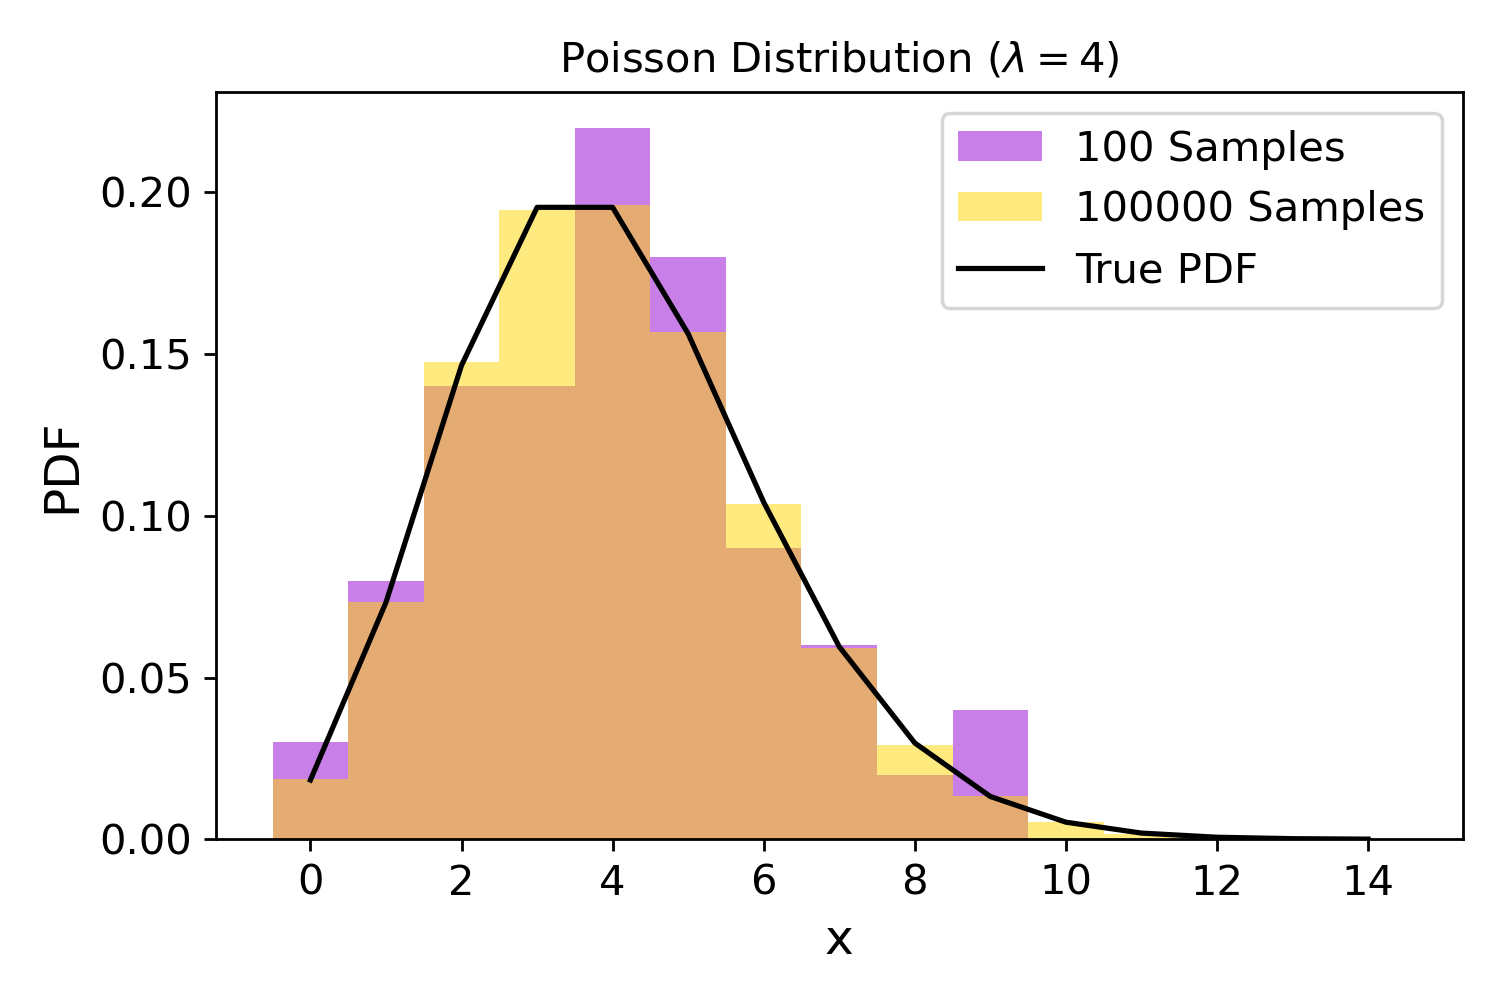 Poisson Distribution (λ = 4)
100 Samples
100000 Samples
True PDF
PDF
0.20
0.15
0.10
0.05
0.00
0 2 4 6 8 10 12 14
x